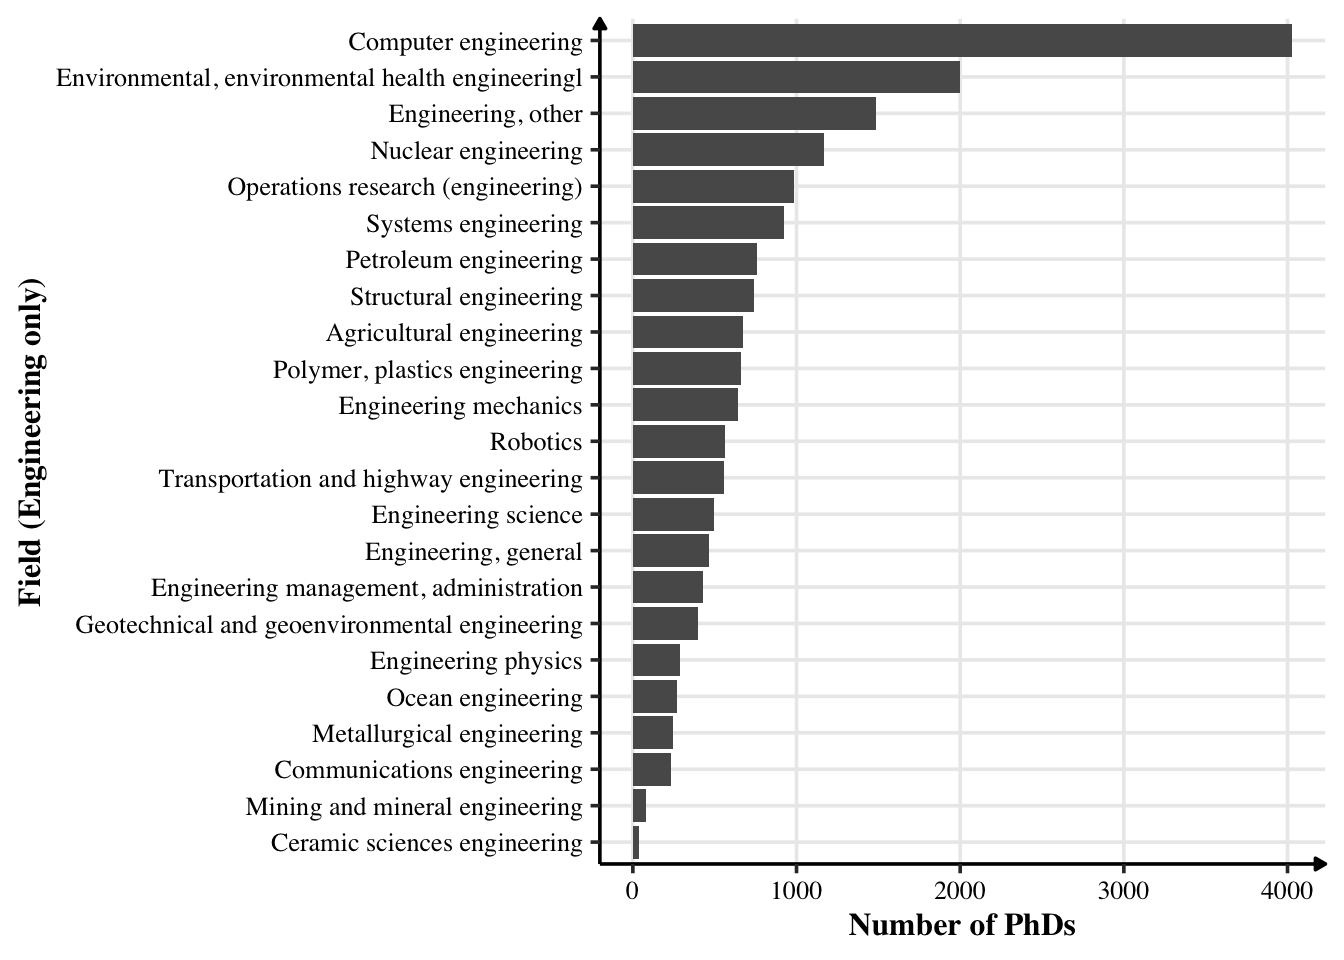 Computer engineering
Environmental, environmental health engineeringl
Engineering, other
Nuclear engineering
Operations research (engineering)
Systems engineering
Petroleum engineering
Structural engineering
Agricultural engineering
Polymer, plastics engineering
Engineering mechanics
Robotics
Transportation and highway engineering
Engineering science
Engineering, general
Engineering management, administration
Geotechnical and geoenvironmental engineering
Engineering physics
Ocean engineering
Metallurgical engineering
Communications engineering
Mining and mineral engineering
Ceramic sciences engineering
Field (Engineering only)
0 1000 2000 3000 4000
Number of PhDs